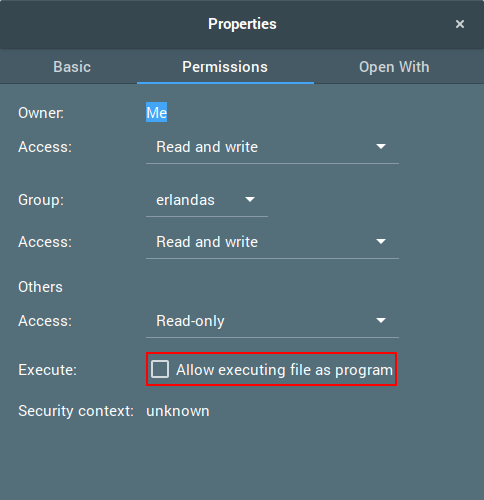 Properties
Basic Permissions Open With
Owner: Me
Access: Read and write
Group: erlandas
Access: Read and write
Others
Access: Read-only
Execute: Allow executing file as program
Security context: unknown